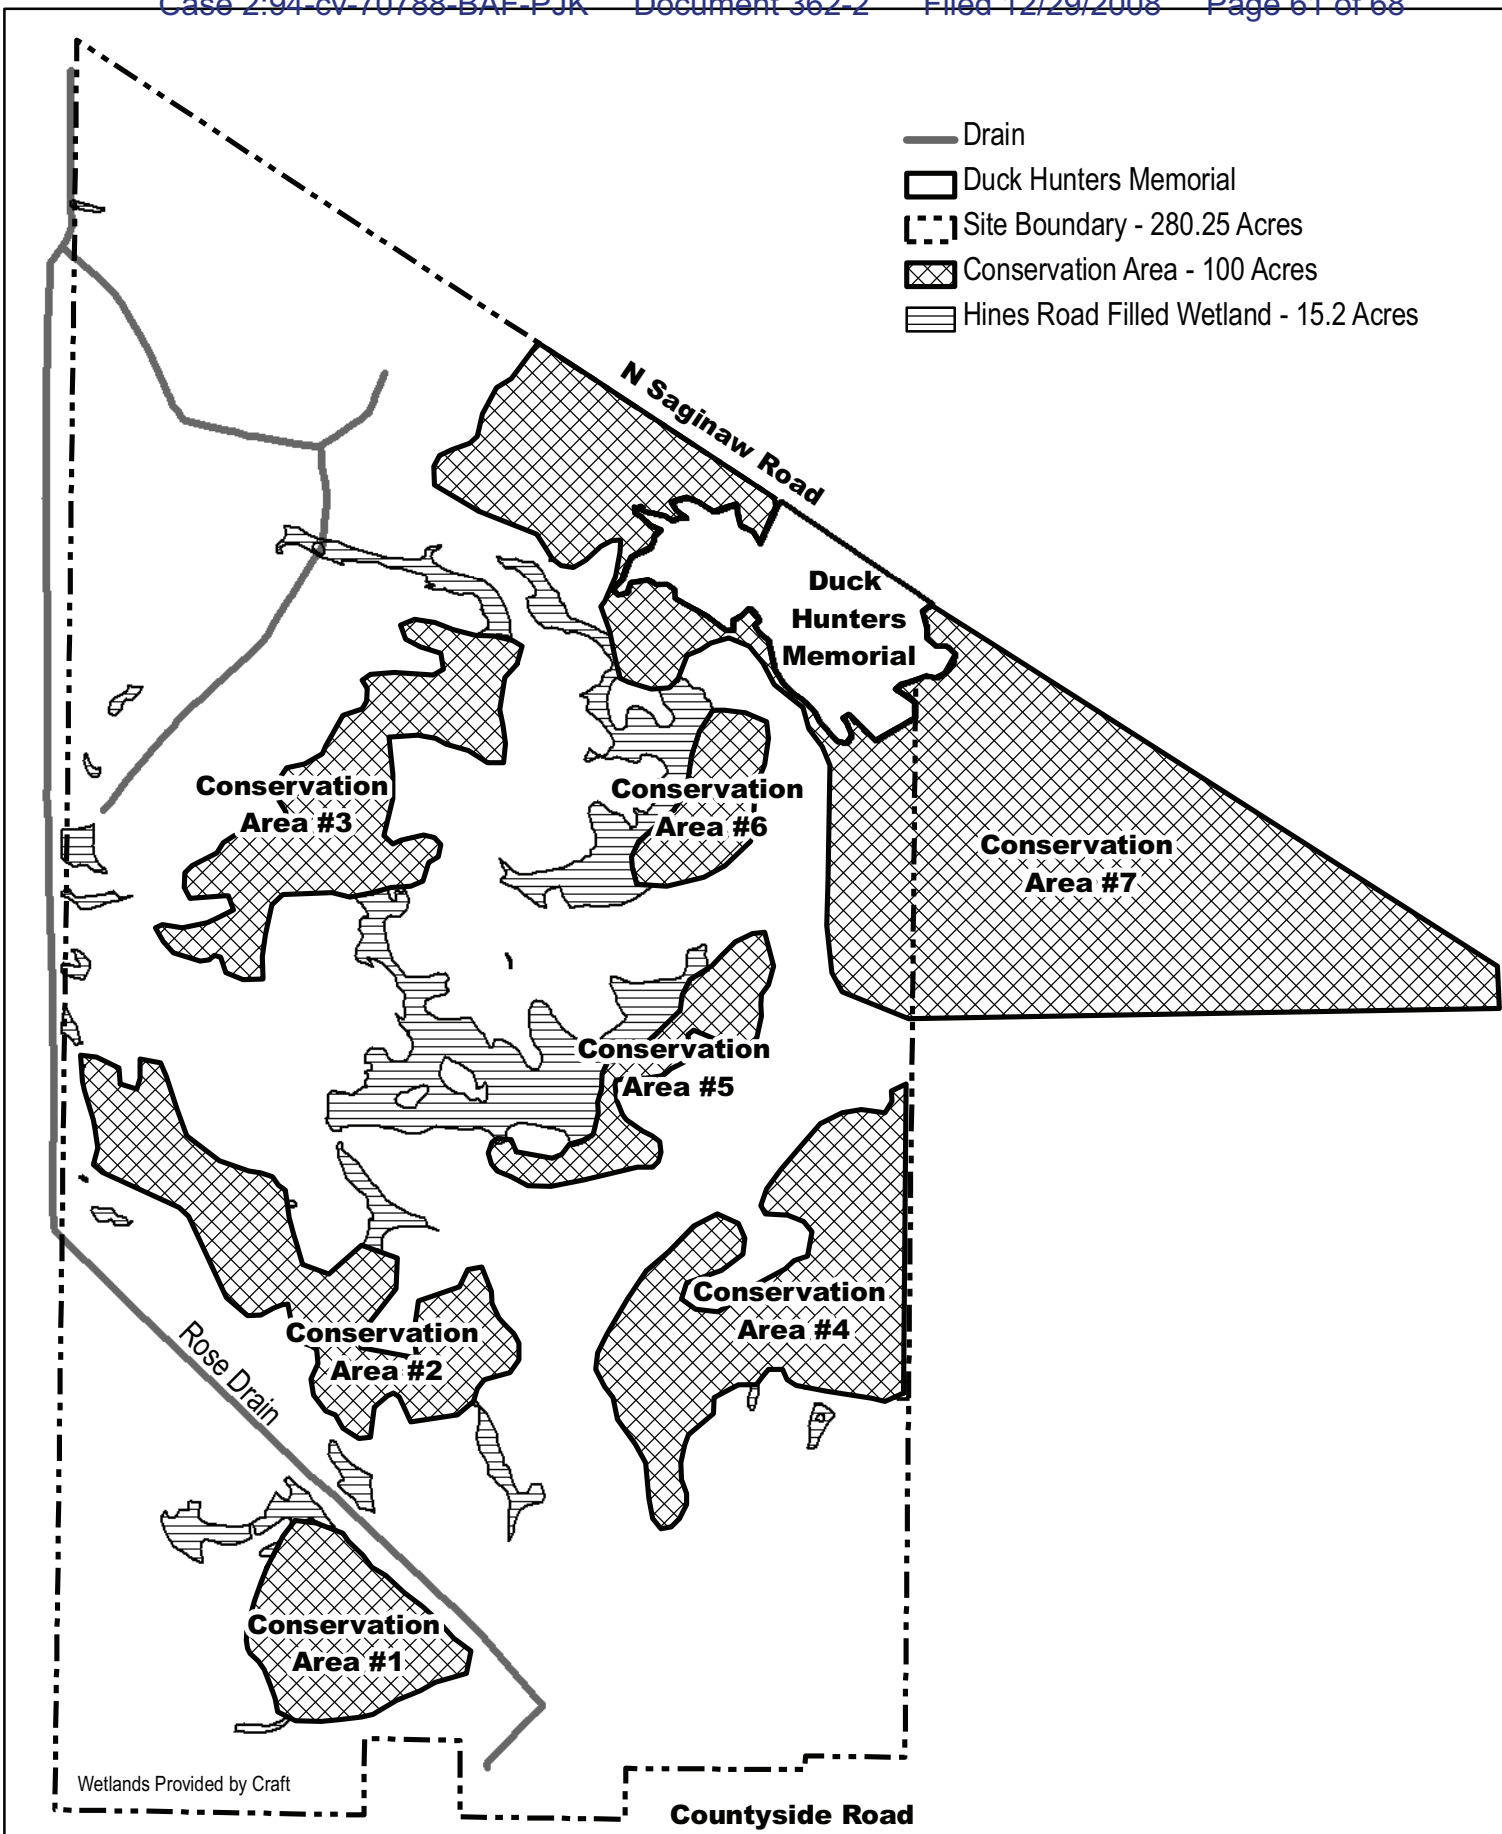 Case 2:94-cv-70788-BAF-PJK Document 362-2 Filed 12/29/2008 Page 61 of 68
Drain
Duck Hunters Memorial
Site Boundary - 280.25 Acres
Conservation Area - 100 Acres
Hines Road Filled Wetland - 15.2 Acres
N Saginaw Road
Duck
Hunters
Memorial
Conservation
Area #3
Conservation
Area #6
Conservation
Area #7
Conservation
Area #5
Conservation
Area #4
Conservation
Area #2
Rose Drain
Conservation
Area #1
Wetlands Provided by Craft
Countyside Road